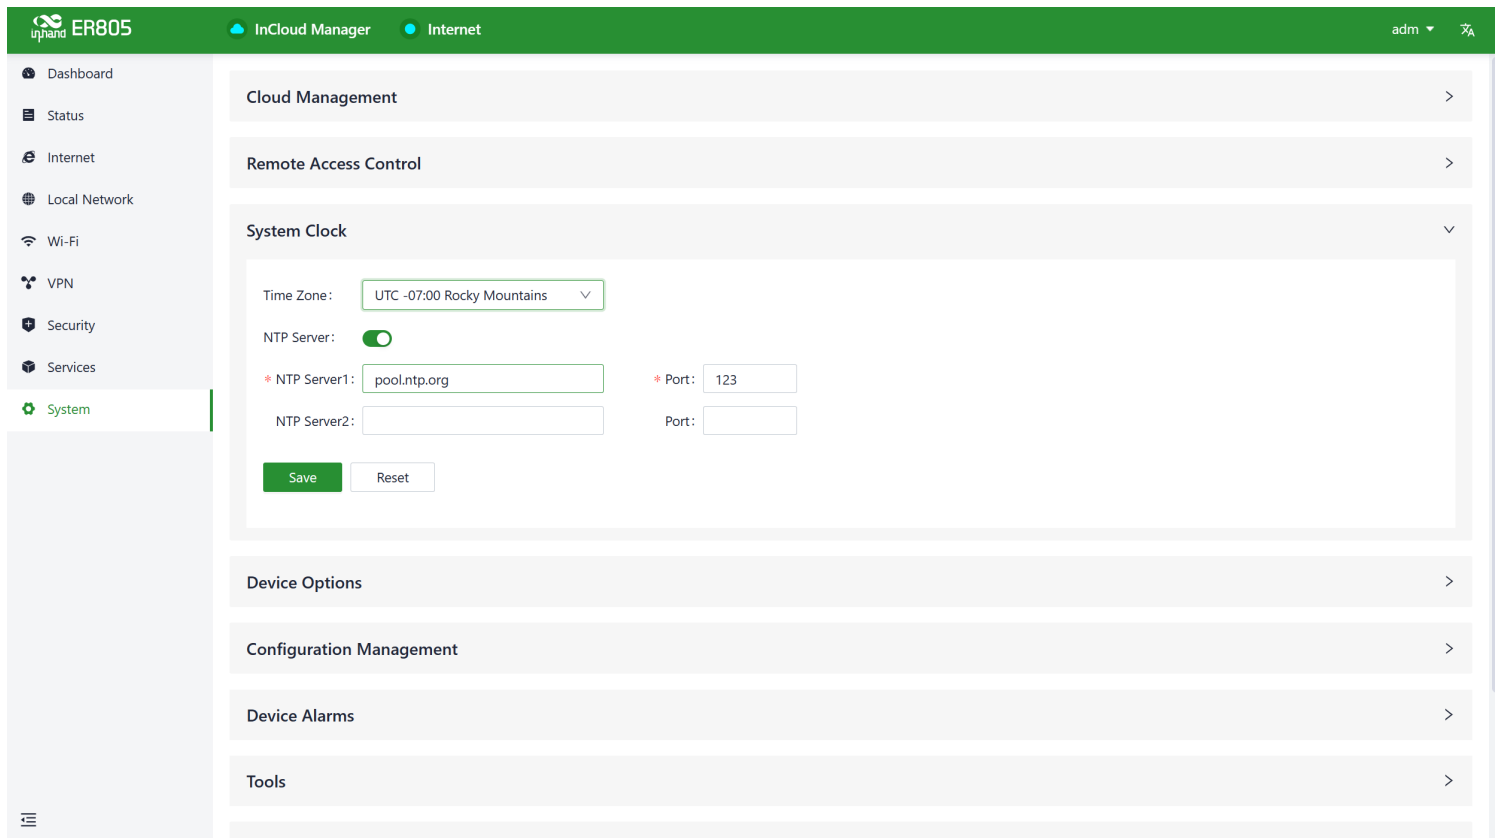 inhand ER805
InCloud Manager
Internet
adm
Dashboard
Status
Internet
Local Network
Wi-Fi
VPN
Security
Services
System
Cloud Management
Remote Access Control
System Clock
Time Zone: UTC -07:00 Rocky Mountains
NTP Server:
* NTP Server1: pool.ntp.org * Port: 123
NTP Server2: Port:
Save Reset
Device Options
Configuration Management
Device Alarms
Tools